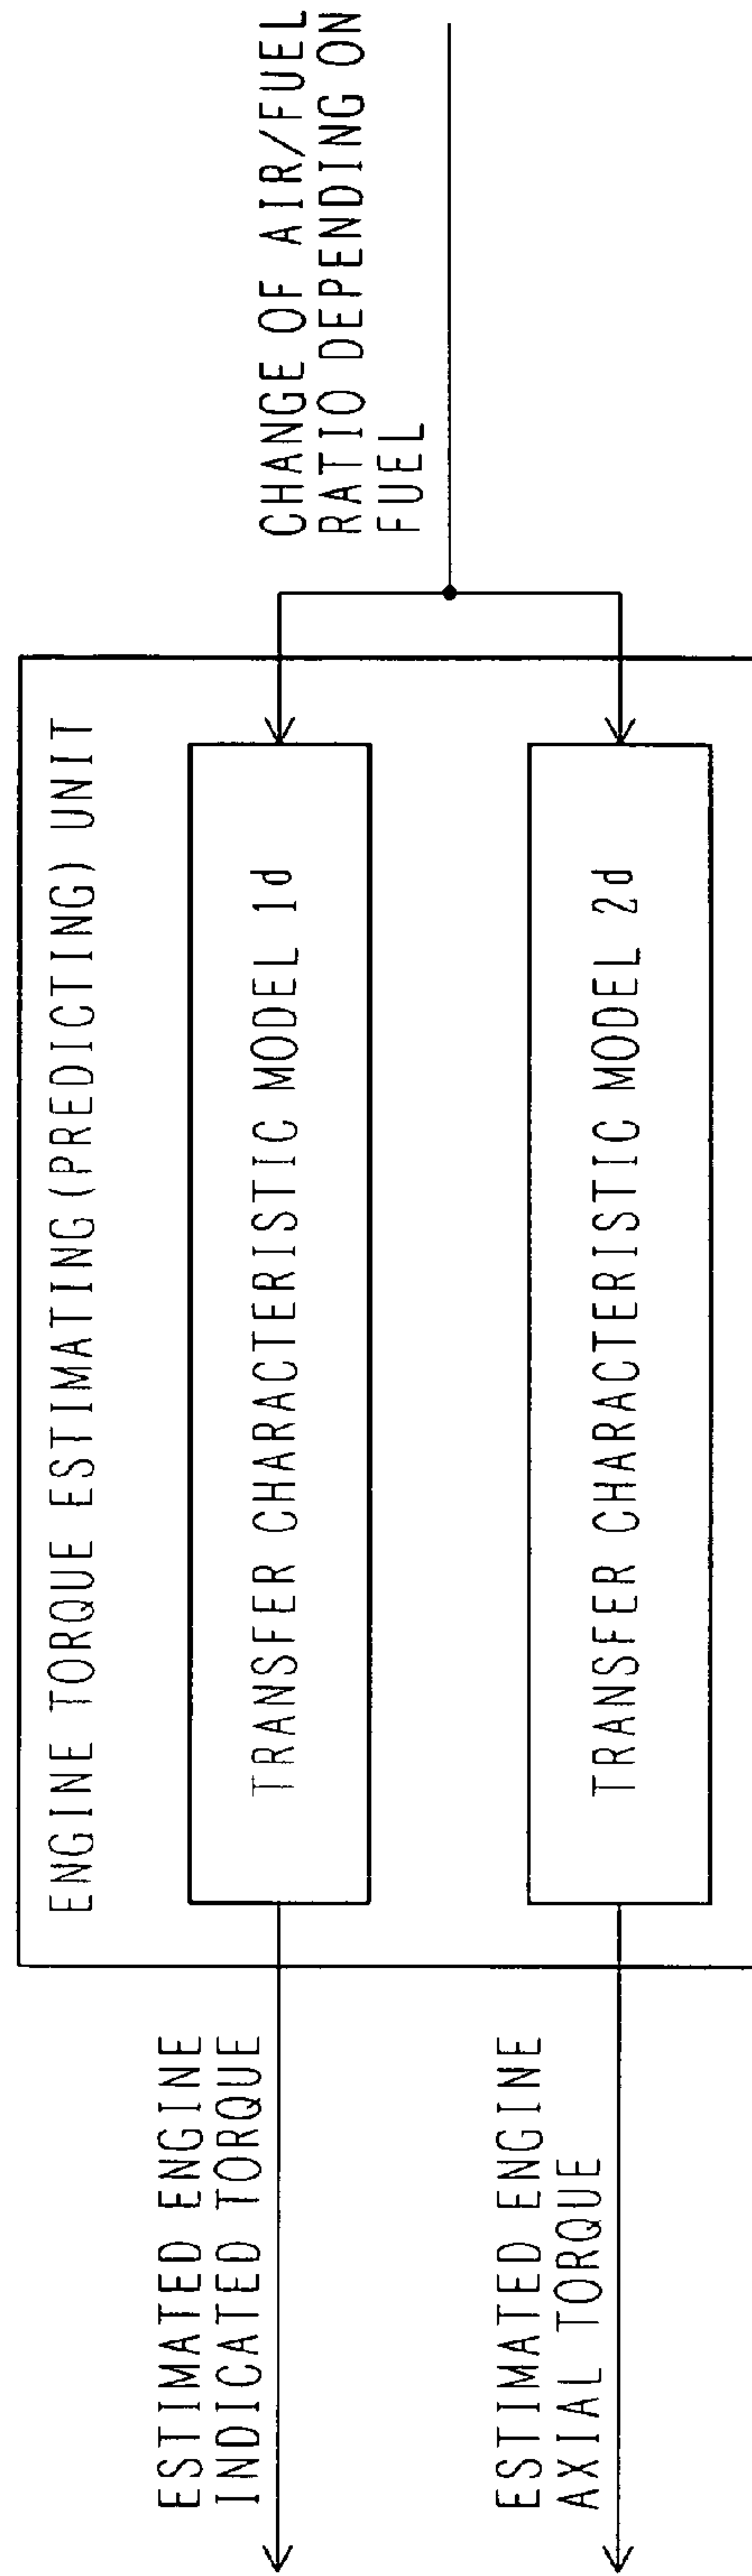 ENGINE TORQUE ESTIMATING(PREDICTING) UNIT
CHANGE OF AIR/FUEL
RATIO DEPENDING ON
FUEL
TRANSFER CHARACTERISTIC MODEL 1d
TRANSFER CHARACTERISTIC MODEL 2d
ESTIMATED ENGINE
INDICATED TORQUE
ESTIMATED ENGINE
AXIAL TORQUE